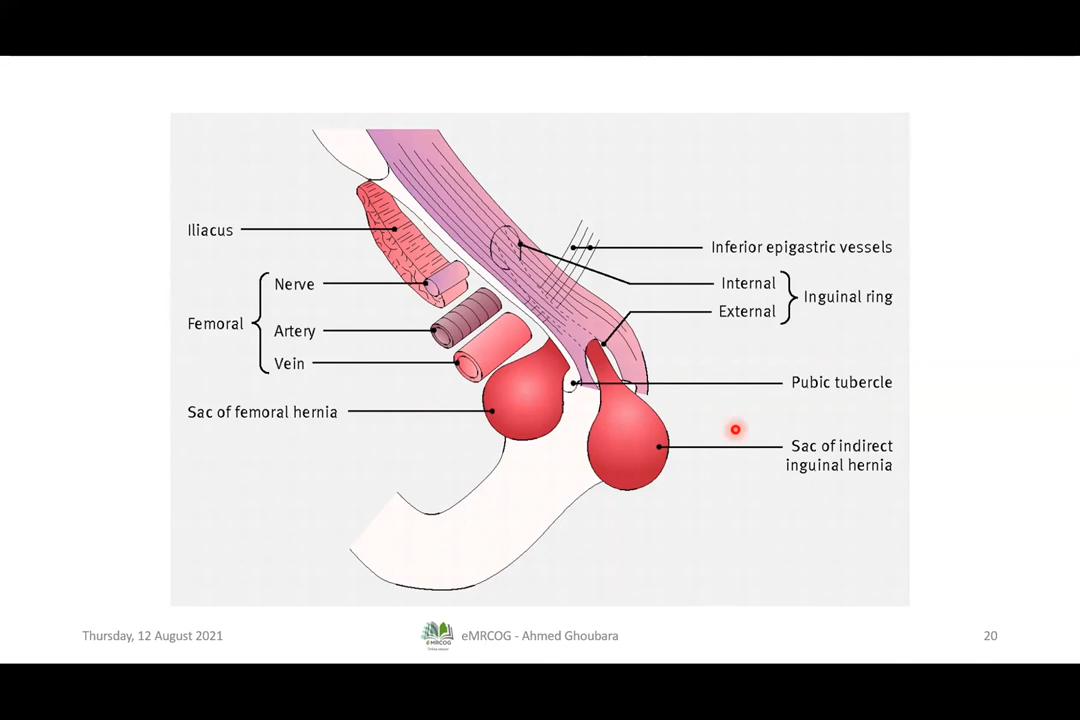 Iliacus
Nerve
Femoral
Artery
Vein
Sac of femoral hernia
Inferior epigastric vessels
Internal
Inguinal ring
External
Pubic tubercle
Sac of indirect
inguinal hernia
Thursday, 12 August 2021
eMRCOG
eMRCOG - Ahmed Ghoubara
20